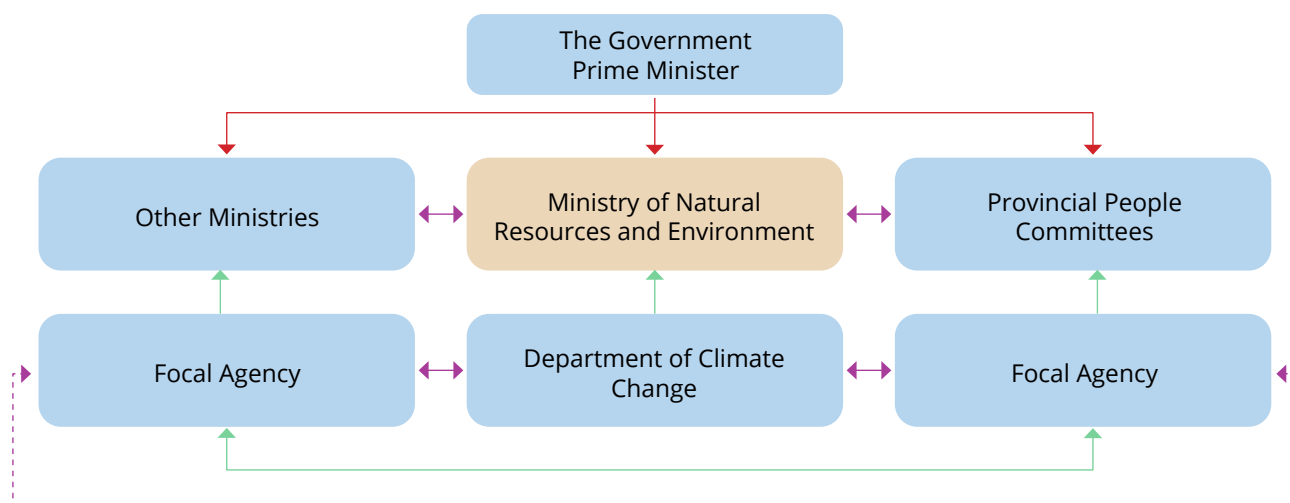 The Government
Prime Minister
Other Ministries
Ministry of Natural
Resources and Environment
Provincial People
Committees
Focal Agency
Department of Climate
Change
Focal Agency